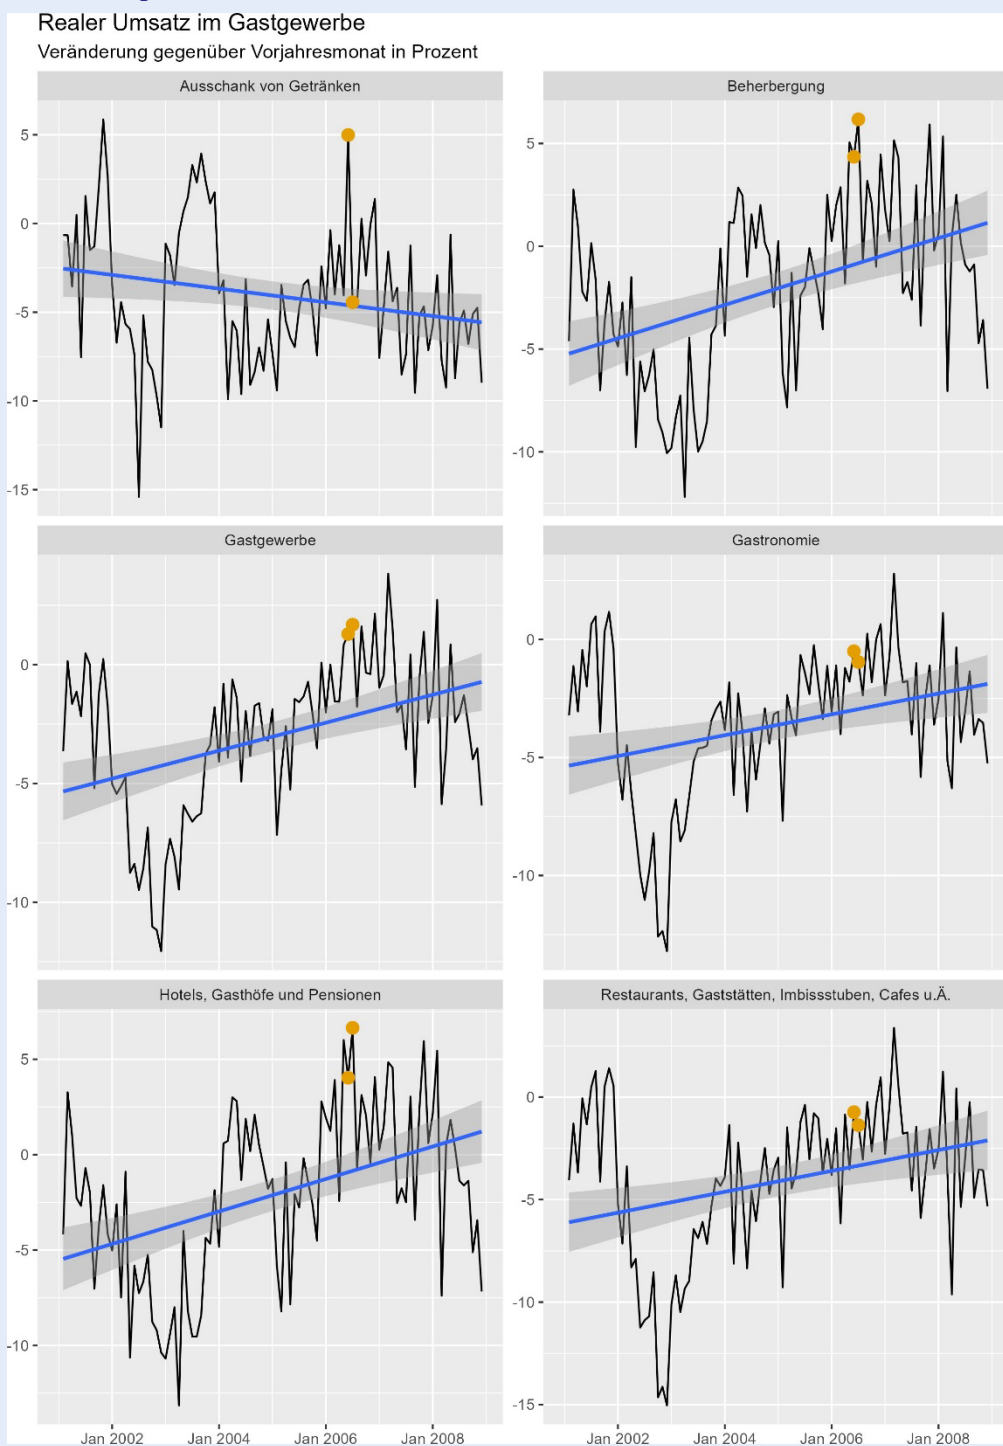 Realer Umsatz im Gastgewerbe
Veränderung gegenüber Vorjahresmonat in Prozent
Ausschank von Getränken
Beherbergung
5
0
-5
-10
-15
5
0
-5
-10
Gastgewerbe
Gastronomie
0
-5
-10
0
-5
-10
Hotels, Gasthöfe und Pensionen
Restaurants, Gaststätten, Imbissstuben, Cafes u.Ä.
5
0
-5
-10
0
-5
-10
-15
Jan 2002 Jan 2004 Jan 2006 Jan 2008
Jan 2002 Jan 2004 Jan 2006 Jan 2008